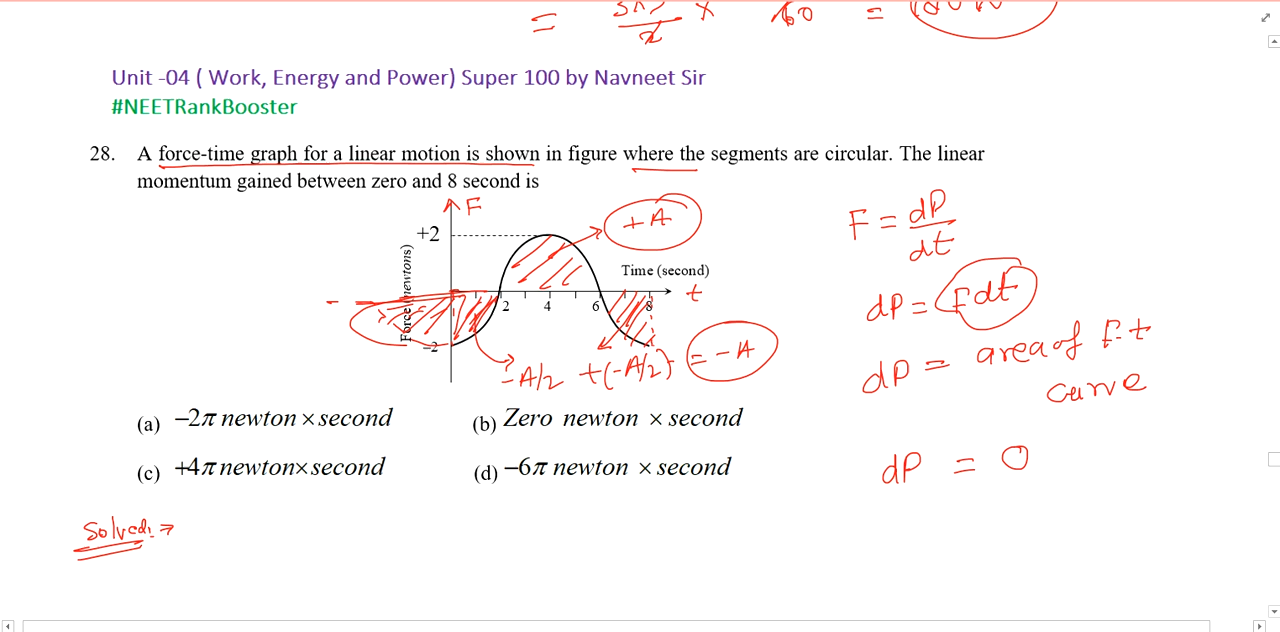 Unit -04 ( Work, Energy and Power) Super 100 by Navneet Sir
#NEETRankBooster
28. A force-time graph for a linear motion is shown in figure where the segments are circular. The linear
momentum gained between zero and 8 second is
F
+2
+A
Time (second)
t
Force (newtons)
2 4 6 8
–2
-A/2 +(-A/2) = -A
F = dP/dt
dP = Fdt
dP = area of F-t
curve
(a) –2π newton × second
(b) Zero newton × second
(c) +4π newton×second
(d) –6π newton × second
dP = 0
Solved: ⇒